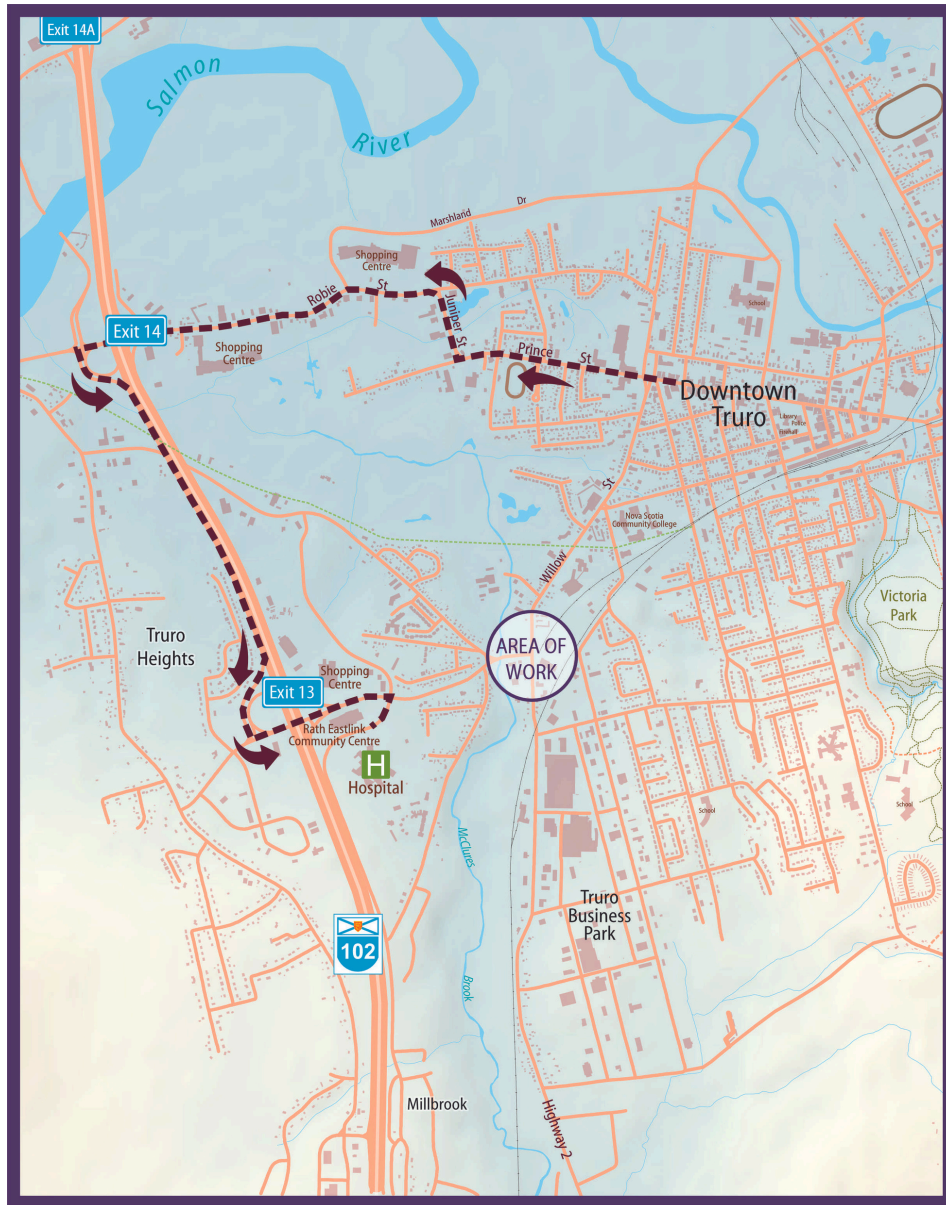 Exit 14A
Salmon
River
Marshland Dr
Shopping
Centre
Robie St
Juniper St
School
Exit 14
Shopping
Centre
Prince St
Downtown
Truro
Library
Police
Firehall
Nova Scotia
Community College
Willow St
Victoria
Park
AREA OF
WORK
Truro
Heights
Shopping
Centre
Exit 13
Rath Eastlink
Community Centre
H
Hospital
School
School
McClures
Brook
Truro
Business
Park
102
Millbrook
Highway 2